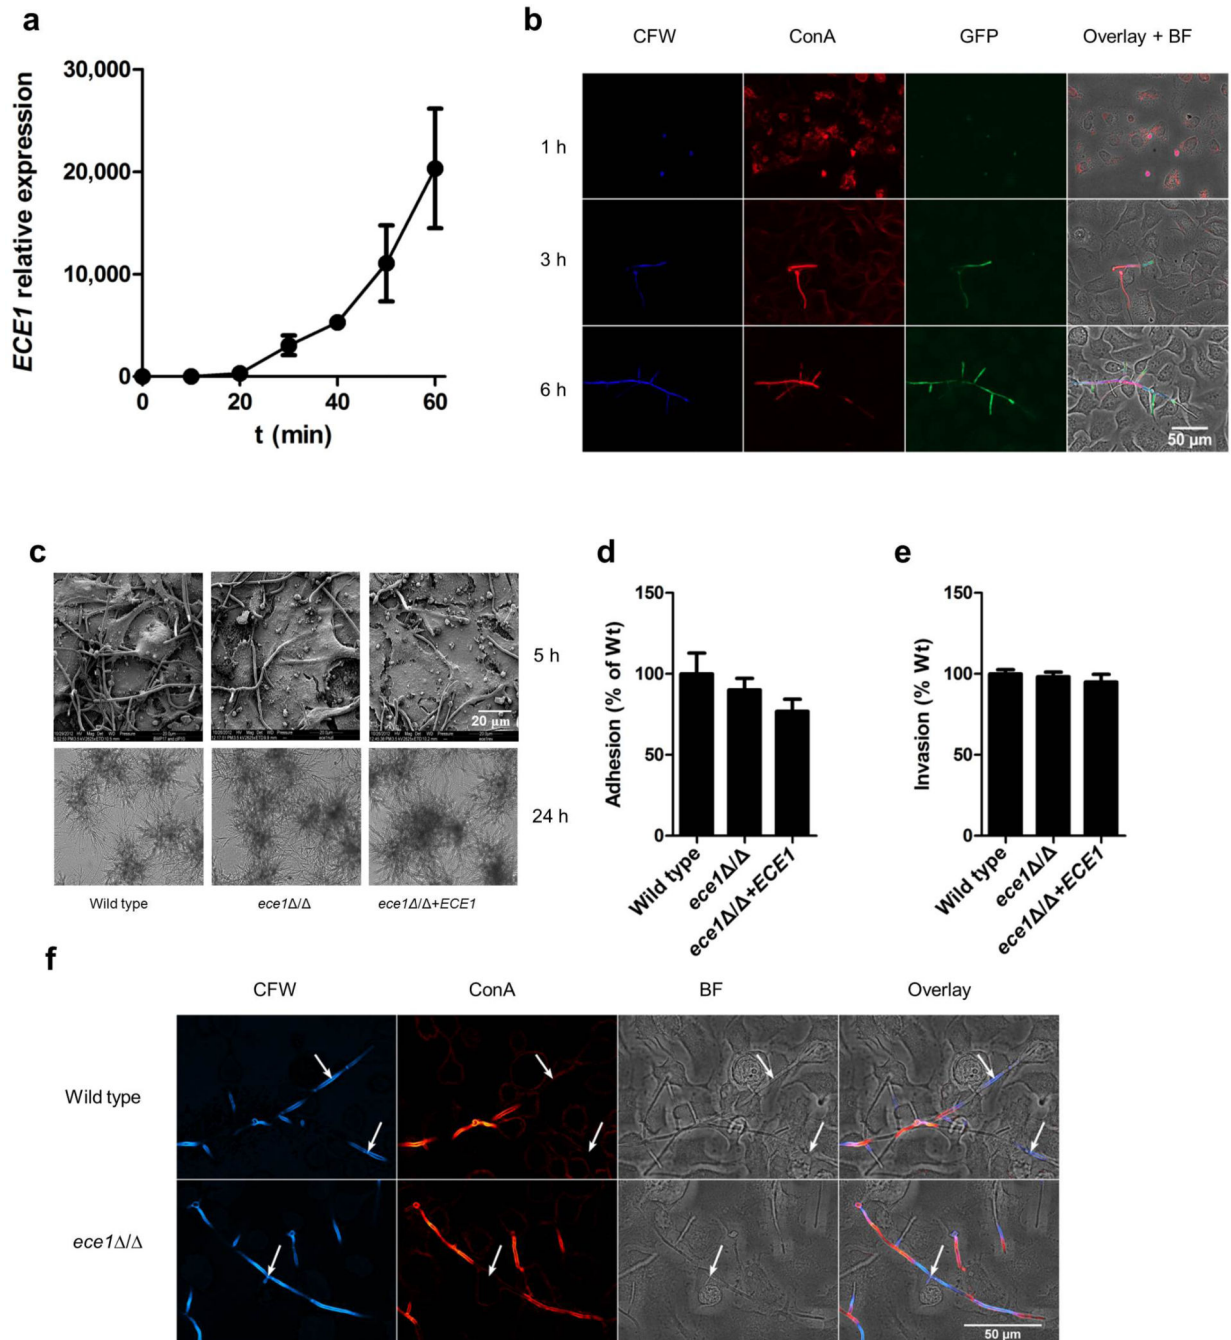 a
30,000
20,000
10,000
0
ECE1 relative expression
0 20 40 60
t (min)
b
CFW ConA GFP Overlay + BF
1 h
3 h
6 h
50 µm
c
5 h
20 µm
24 h
Wild type ece1Δ/Δ ece1Δ/Δ+ECE1
d
150
100
50
0
Adhesion (% of Wt)
Wild type
ece1Δ/Δ
ece1Δ/Δ+ECE1
e
150
100
50
0
Invasion (% Wt)
Wild type
ece1Δ/Δ
ece1Δ/Δ+ECE1
f
CFW ConA BF Overlay
Wild type
ece1Δ/Δ
50 µm